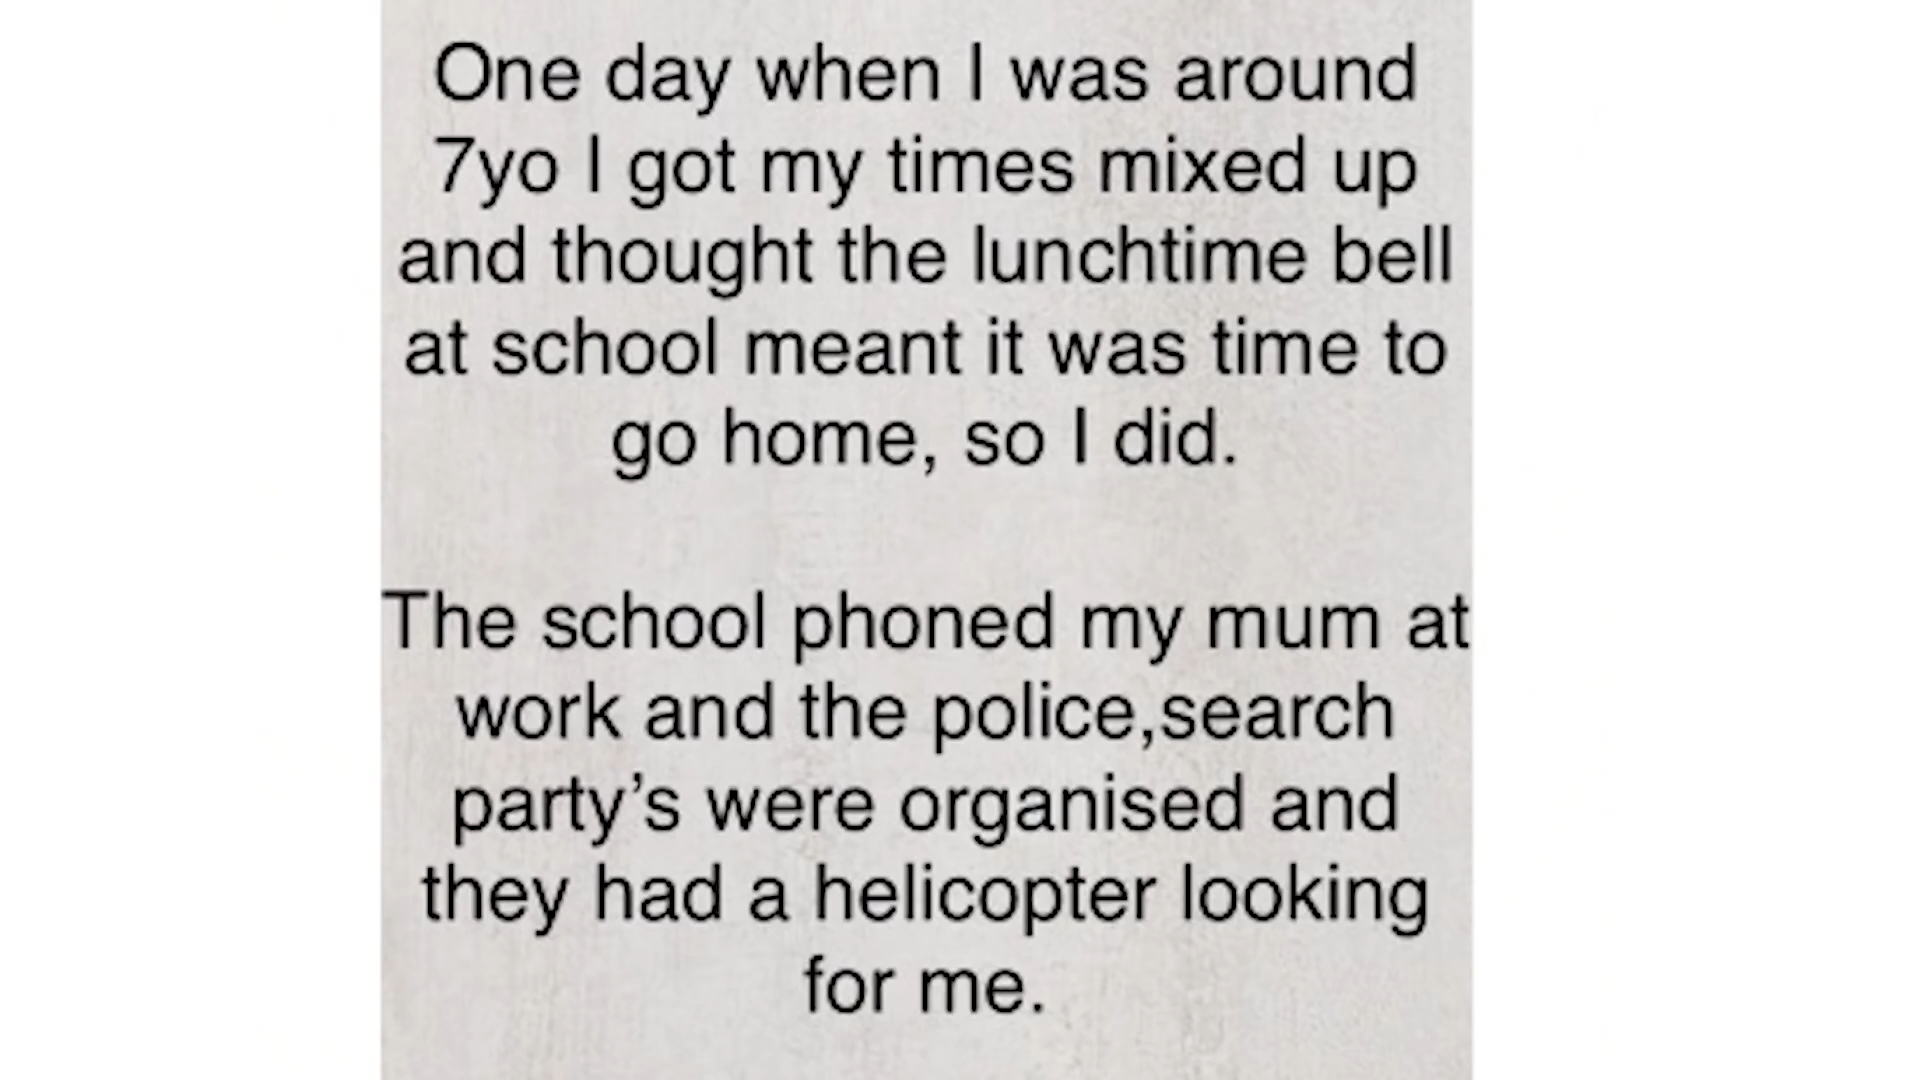 One day when I was around
7yo I got my times mixed up
and thought the lunchtime bell
at school meant it was time to
go home, so I did.
The school phoned my mum at
work and the police,search
party’s were organised and
they had a helicopter looking
for me.